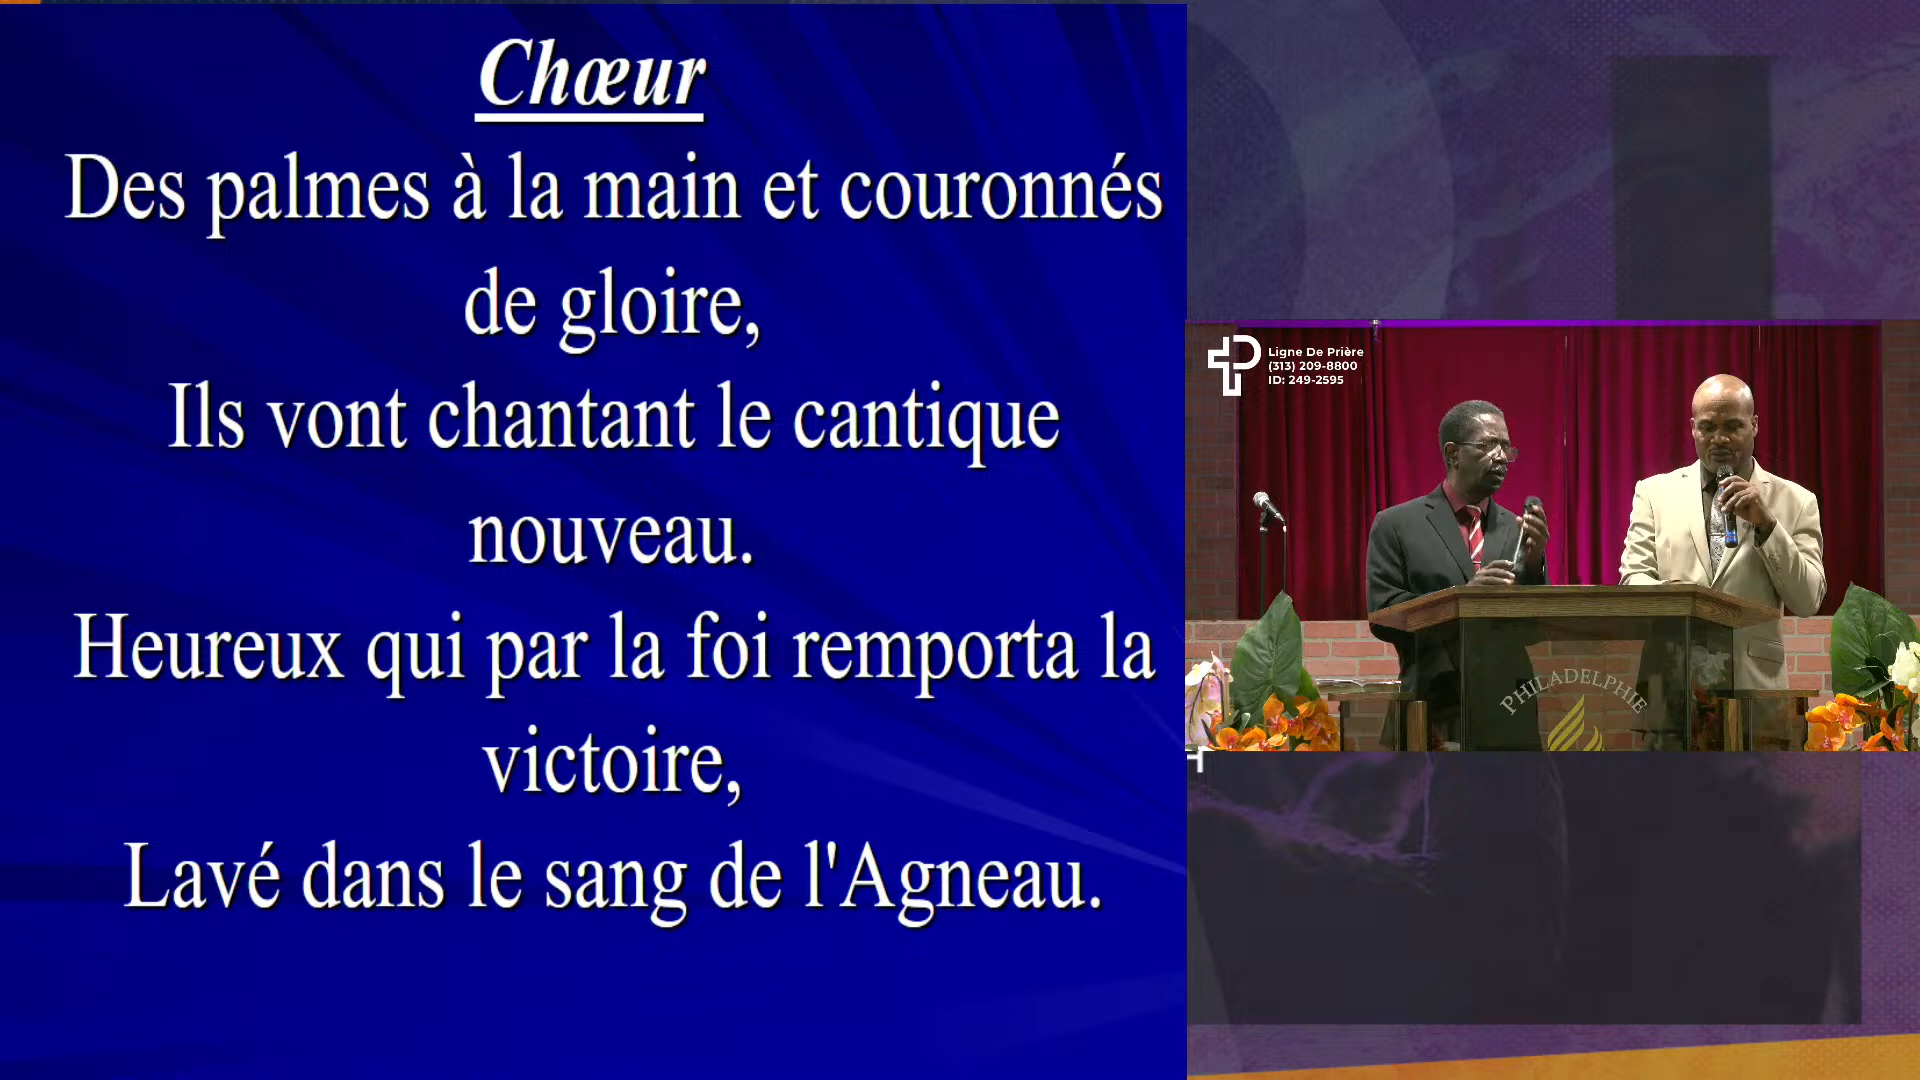 Chœur
Des palmes à la main et couronnés
de gloire,
Ils vont chantant le cantique
nouveau.
Heureux qui par la foi remporta la
victoire,
Lavé dans le sang de l'Agneau.
Ligne De Prière
(313) 209-8800
ID: 249-2595
PHILADELPHIE
H